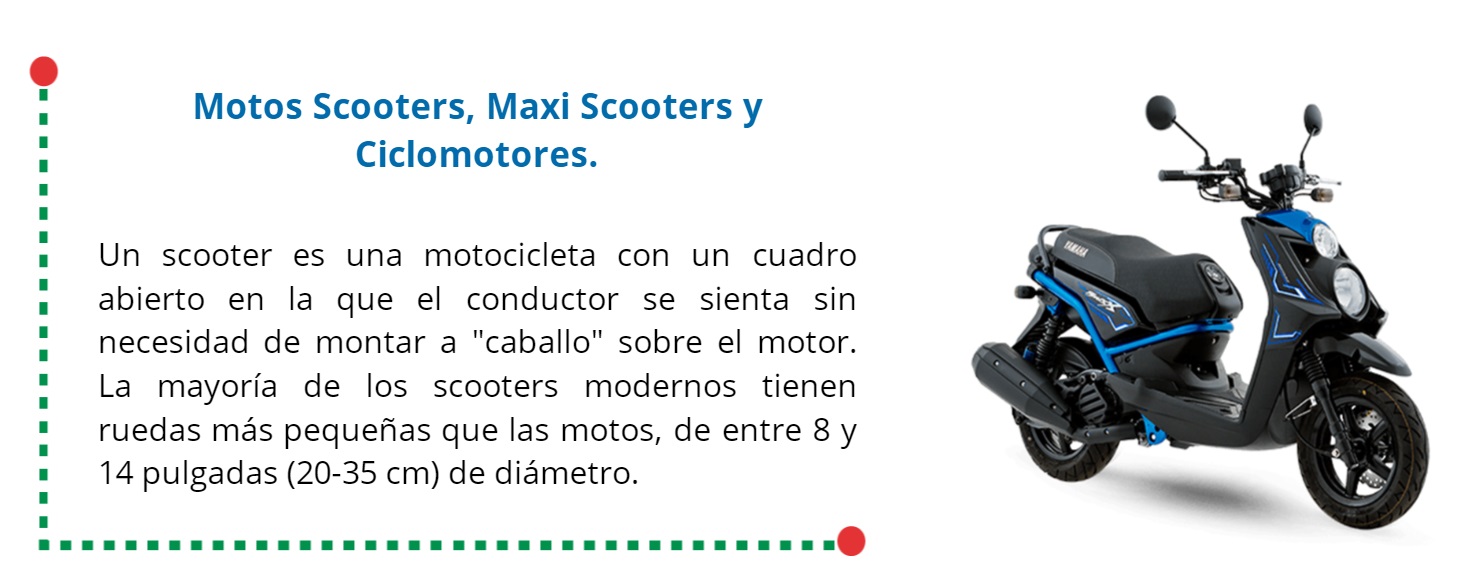 Motos Scooters, Maxi Scooters y
Ciclomotores.
Un scooter es una motocicleta con un cuadro
abierto en la que el conductor se sienta sin
necesidad de montar a "caballo" sobre el motor.
La mayoría de los scooters modernos tienen
ruedas más pequeñas que las motos, de entre 8 y
14 pulgadas (20-35 cm) de diámetro.
YAMAHA